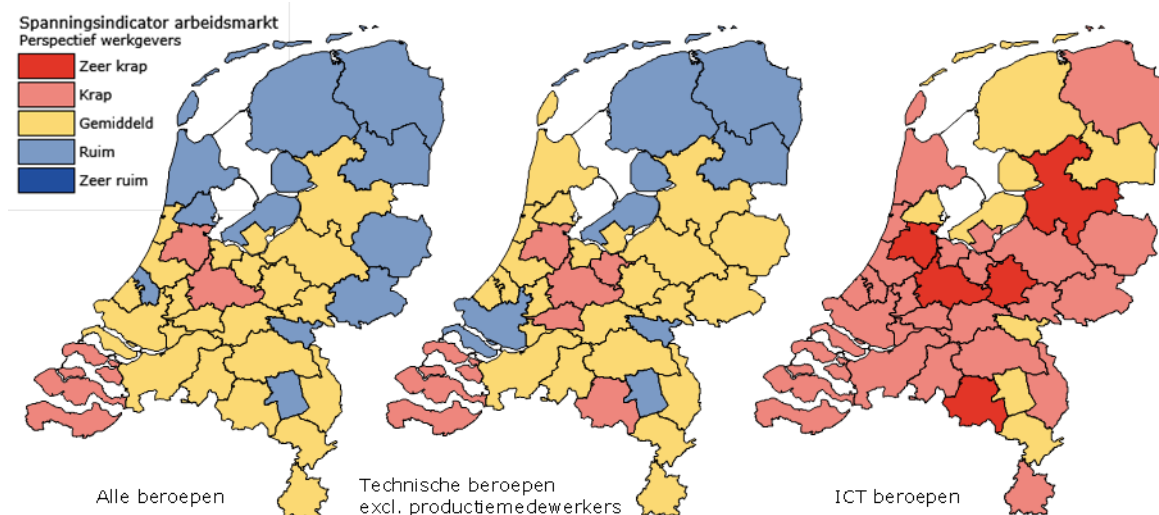 Spanningsindicator arbeidsmarkt
Perspectief werkgevers
Zeer krap
Krap
Gemiddeld
Ruim
Zeer ruim
Alle beroepen
Technische beroepen
excl. productiemedewerkers
ICT beroepen